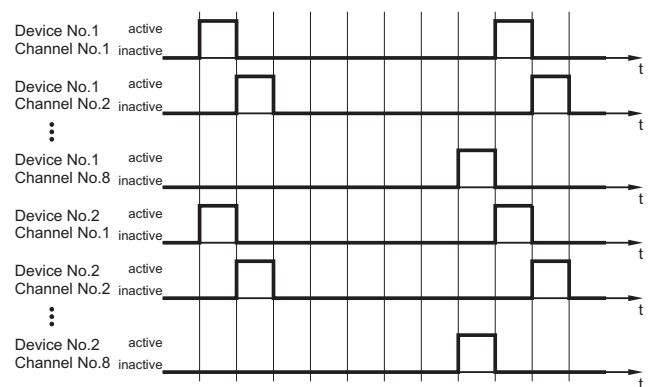 Device No.1 active
Channel No.1 inactive
t
Device No.1 active
Channel No.2 inactive
t
Device No.1 active
Channel No.8 inactive
t
Device No.2 active
Channel No.1 inactive
t
Device No.2 active
Channel No.2 inactive
t
Device No.2 active
Channel No.8 inactive
t